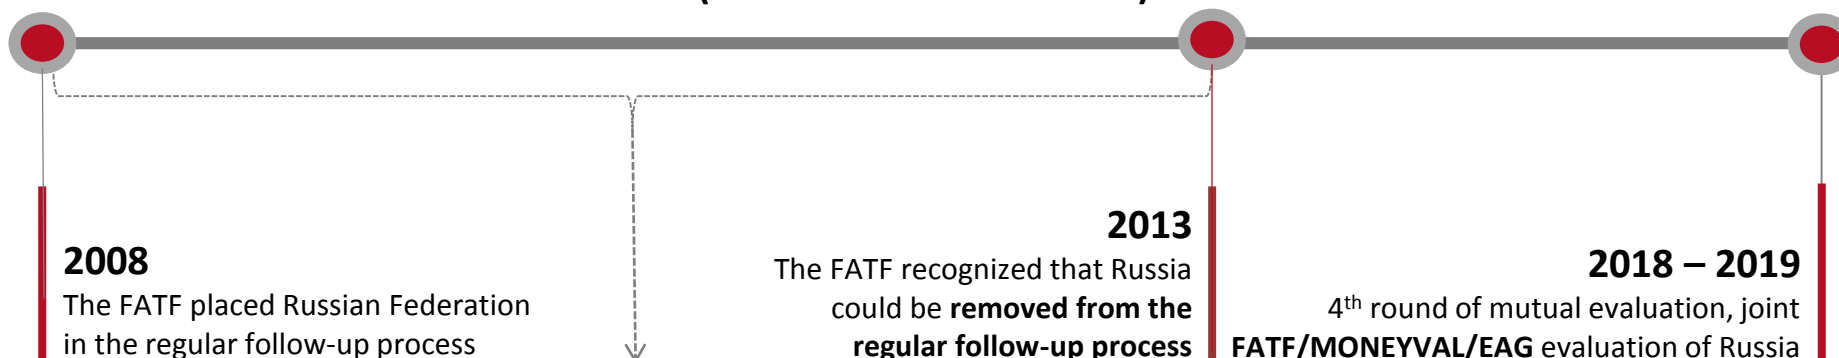 2008
The FATF placed Russian Federation
in the regular follow-up process
2013
The FATF recognized that Russia
could be removed from the
regular follow-up process
2018 – 2019
4th round of mutual evaluation, joint
FATF/MONEYVAL/EAG evaluation of Russia